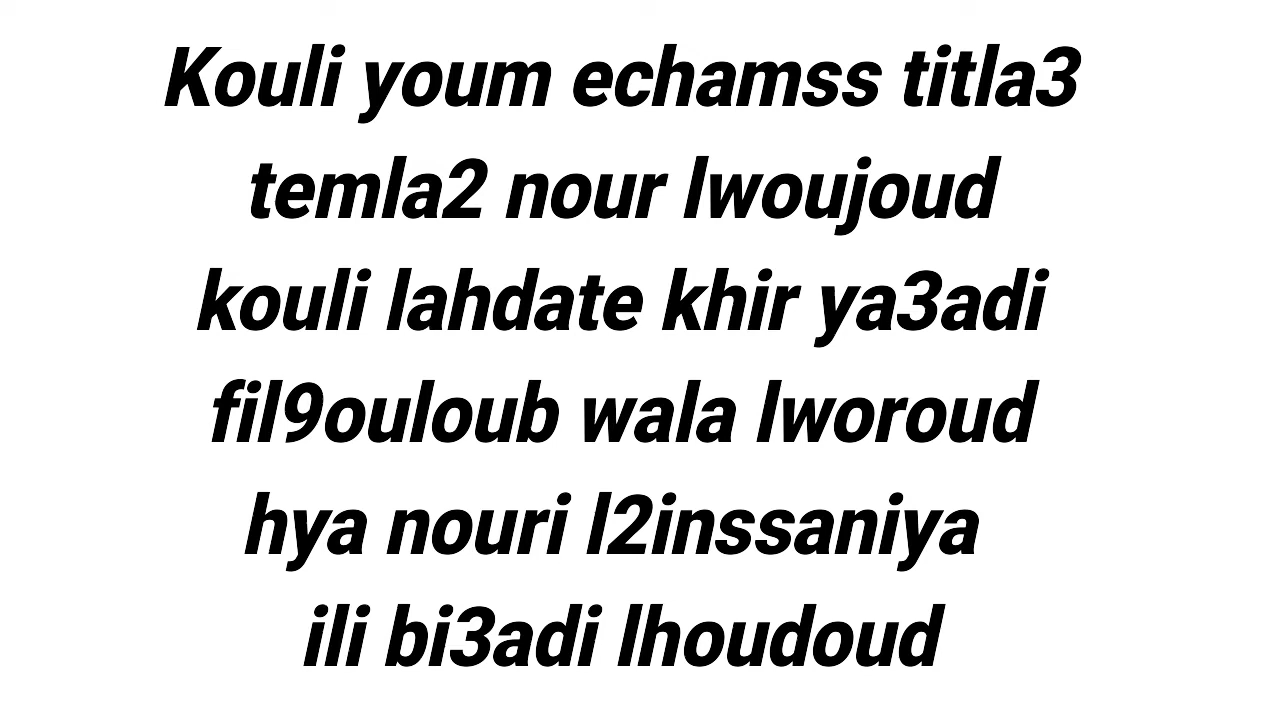 Kouli youm echamss titla3
temla2 nour lwoujoud
kouli lahdate khir ya3adi
fil9ouloub wala lworoud
hya nouri l2inssaniya
ili bi3adi lhoudoud